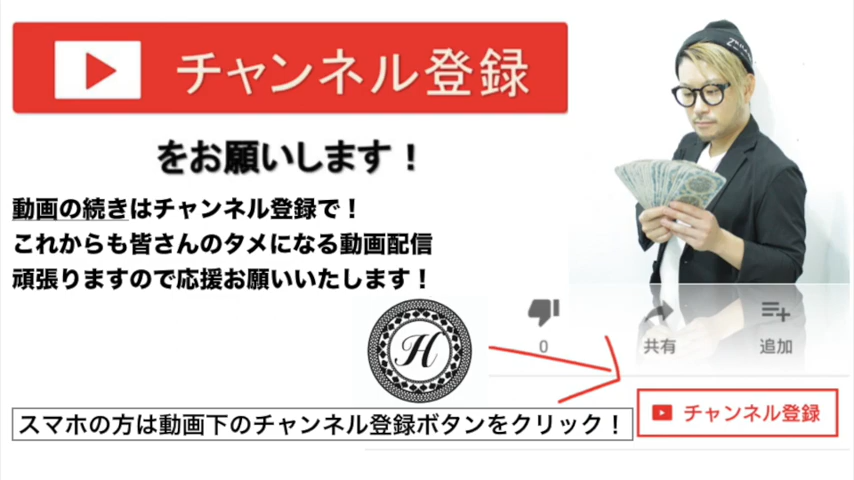 チャンネル登録
をお願いします！
動画の続きはチャンネル登録で！
これからも皆さんのタメになる動画配信
頑張りますので応援お願いいたします！
H
0
共有
追加
チャンネル登録
スマホの方は動画下のチャンネル登録ボタンをクリック！